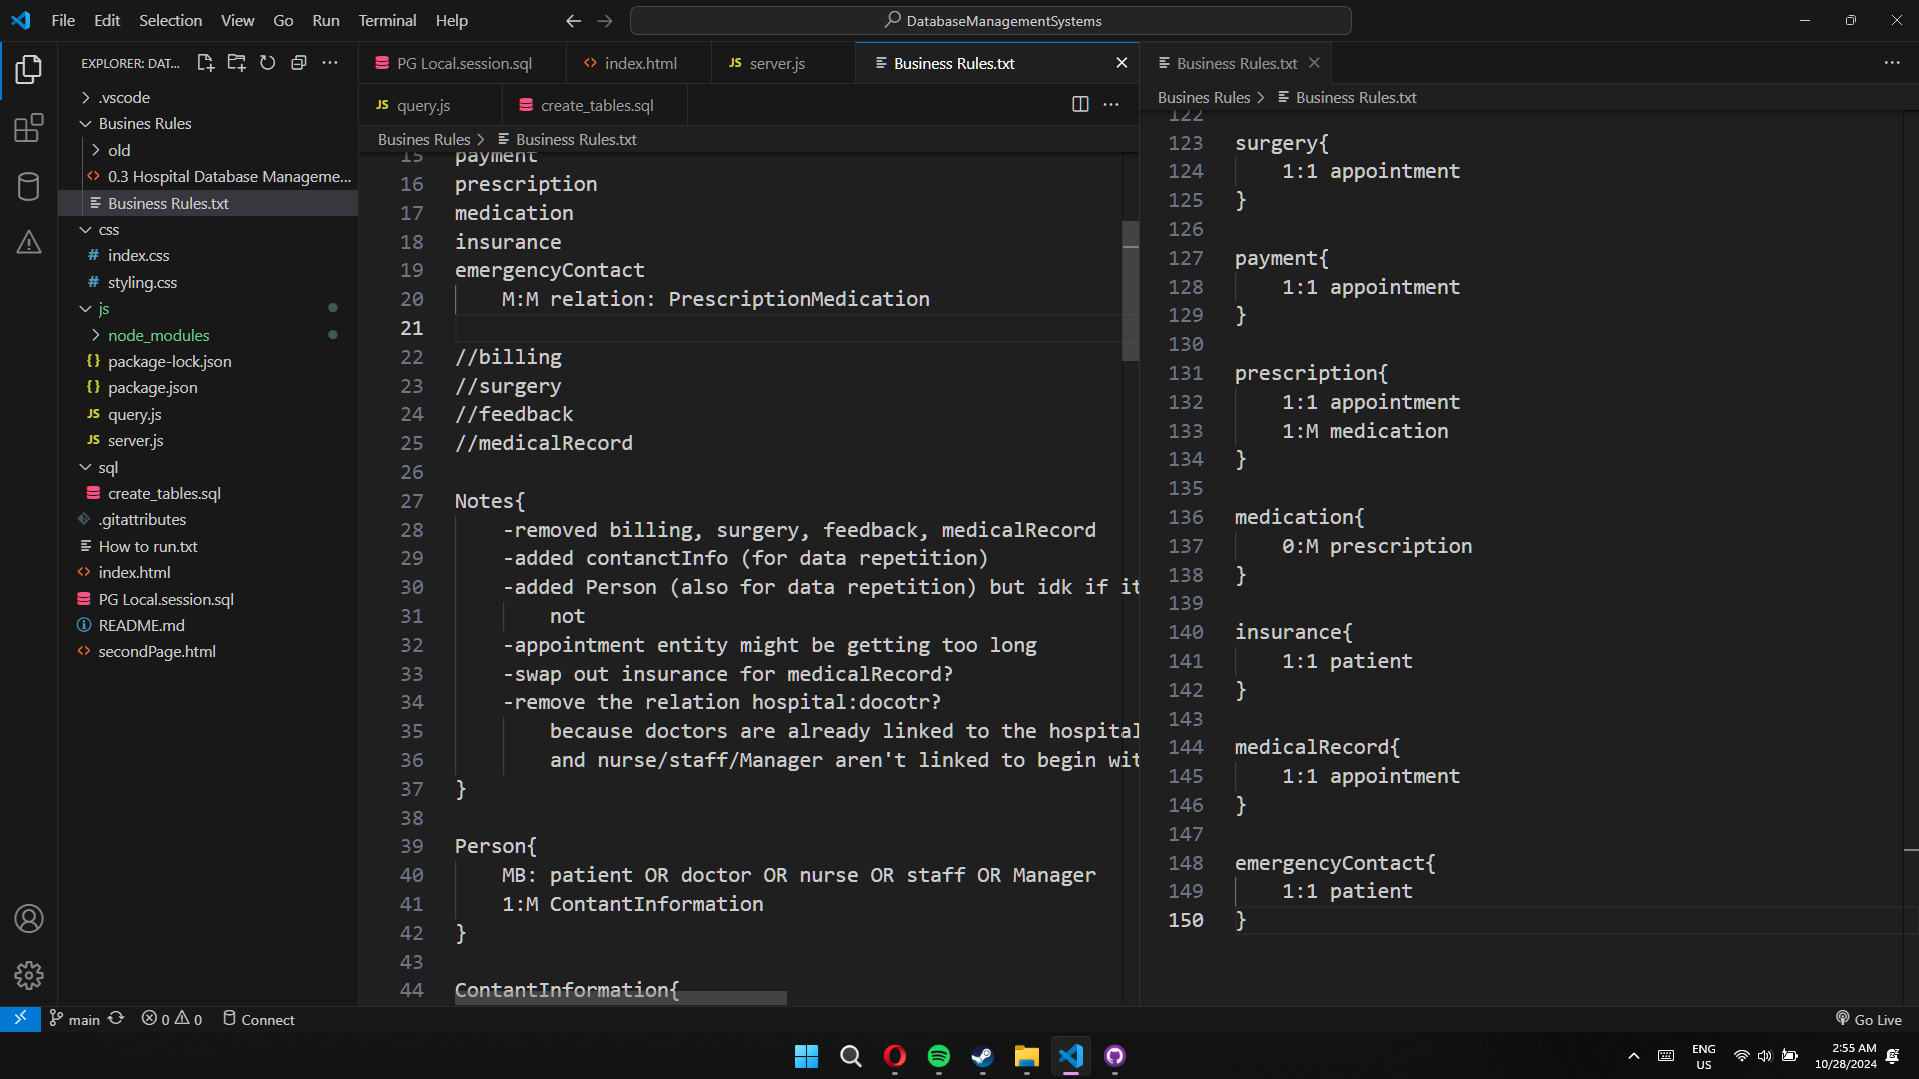 File Edit Selection View Go Run Terminal Help
DatabaseManagementSystems
EXPLORER: DAT...
.vscode
Busines Rules
old
0.3 Hospital Database Manageme...
Business Rules.txt
css
index.css
styling.css
js
node_modules
package-lock.json
package.json
query.js
server.js
sql
create_tables.sql
.gitattributes
How to run.txt
index.html
PG Local.session.sql
README.md
secondPage.html
PG Local.session.sql index.html server.js Business Rules.txt
query.js create_tables.sql
Busines Rules > Business Rules.txt
15 payment
16 prescription
17 medication
18 insurance
19 emergencyContact
20 M:M relation: PrescriptionMedication
21
22 //billing
23 //surgery
24 //feedback
25 //medicalRecord
26
27 Notes{
28 -removed billing, surgery, feedback, medicalRecord
29 -added contanctInfo (for data repetition)
30 -added Person (also for data repetition) but idk if it
31 not
32 -appointment entity might be getting too long
33 -swap out insurance for medicalRecord?
34 -remove the relation hospital:docotr?
35 because doctors are already linked to the hospital
36 and nurse/staff/Manager aren't linked to begin wit
37 }
38
39 Person{
40 MB: patient OR doctor OR nurse OR staff OR Manager
41 1:M ContantInformation
42 }
43
44 ContantInformation{
Business Rules.txt
Busines Rules > Business Rules.txt
122
123 surgery{
124 1:1 appointment
125 }
126
127 payment{
128 1:1 appointment
129 }
130
131 prescription{
132 1:1 appointment
133 1:M medication
134 }
135
136 medication{
137 0:M prescription
138 }
139
140 insurance{
141 1:1 patient
142 }
143
144 medicalRecord{
145 1:1 appointment
146 }
147
148 emergencyContact{
149 1:1 patient
150 }
main 0 0 Connect
Go Live
ENG
US
2:55 AM
10/28/2024